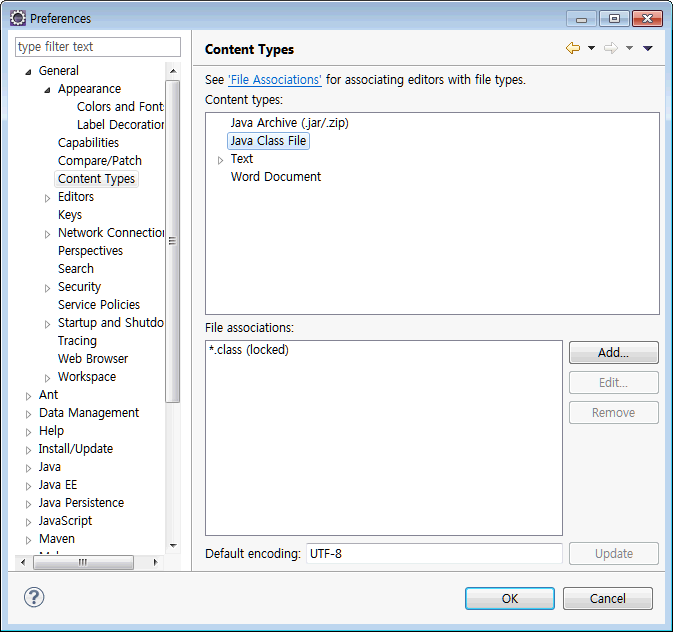 Preferences
type filter text
General
Appearance
Colors and Font
Label Decoration
Capabilities
Compare/Patch
Content Types
Editors
Keys
Network Connection
Perspectives
Search
Security
Service Policies
Startup and Shutdo
Tracing
Web Browser
Workspace
Ant
Data Management
Help
Install/Update
Java
Java EE
Java Persistence
JavaScript
Maven
Content Types
See 'File Associations' for associating editors with file types.
Content types:
Java Archive (.jar/.zip)
Java Class File
Text
Word Document
File associations:
*.class (locked)
Add...
Edit...
Remove
Default encoding: UTF-8
Update
?
OK
Cancel